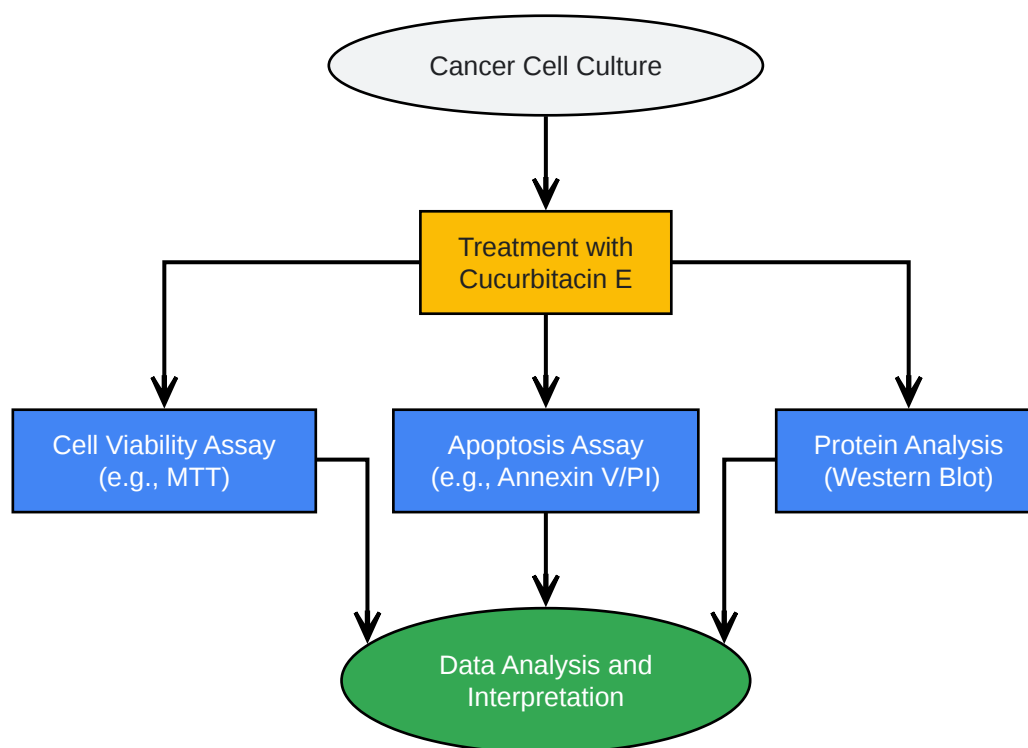 Cancer Cell Culture
Treatment with
Cucurbitacin E
Cell Viability Assay
(e.g., MTT)
Apoptosis Assay
(e.g., Annexin V/PI)
Protein Analysis
(Western Blot)
Data Analysis and
Interpretation